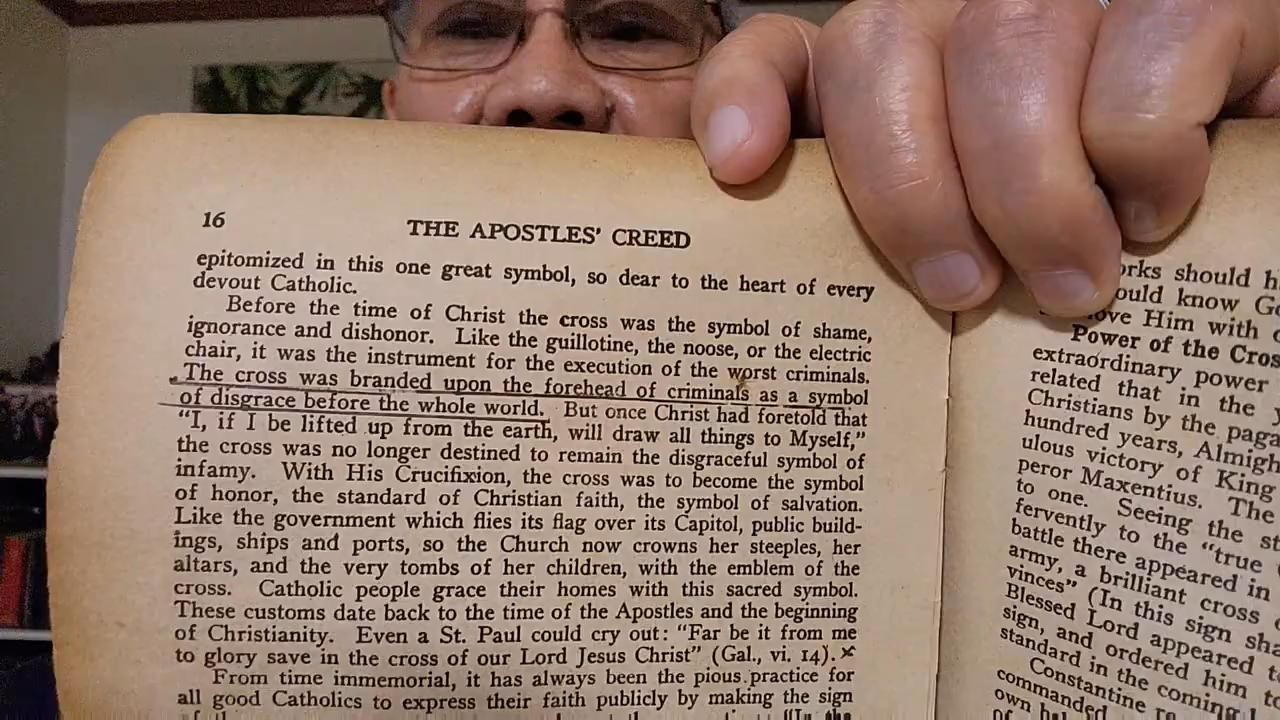 16
THE APOSTLES' CREED
epitomized in this one great symbol, so dear to the heart of every
devout Catholic.
Before the time of Christ the cross was the symbol of shame,
ignorance and dishonor. Like the guillotine, the noose, or the electric
chair, it was the instrument for the execution of the worst criminals.
The cross was branded upon the forehead of criminals as a symbol
of disgrace before the whole world. But once Christ had foretold that
“I, if I be lifted up from the earth, will draw all things to Myself,”
the cross was no longer destined to remain the disgraceful symbol of
infamy. With His Crucifixion, the cross was to become the symbol
of honor, the standard of Christian faith, the symbol of salvation.
Like the government which flies its flag over its Capitol, public build-
ings, ships and ports, so the Church now crowns her steeples, her
altars, and the very tombs of her children, with the emblem of the
cross. Catholic people grace their homes with this sacred symbol.
These customs date back to the time of the Apostles and the beginning
of Christianity. Even a St. Paul could cry out: “Far be it from me
to glory save in the cross of our Lord Jesus Christ” (Gal., vi. 14).
From time immemorial, it has always been the pious practice for
all good Catholics to express their faith publicly by making the sign
should
know
Him with
Power of the
extraordinary power
related that in the
Christians by the
hundred years,
victory of King
Maxentius. The
to one. Seeing the
fervently to the “true
battle there appeared in
army, a brilliant cross
vinces” (In this sign
Blessed Lord appeared
sign, and ordered him
standard in the coming
Constantine
commanded
own